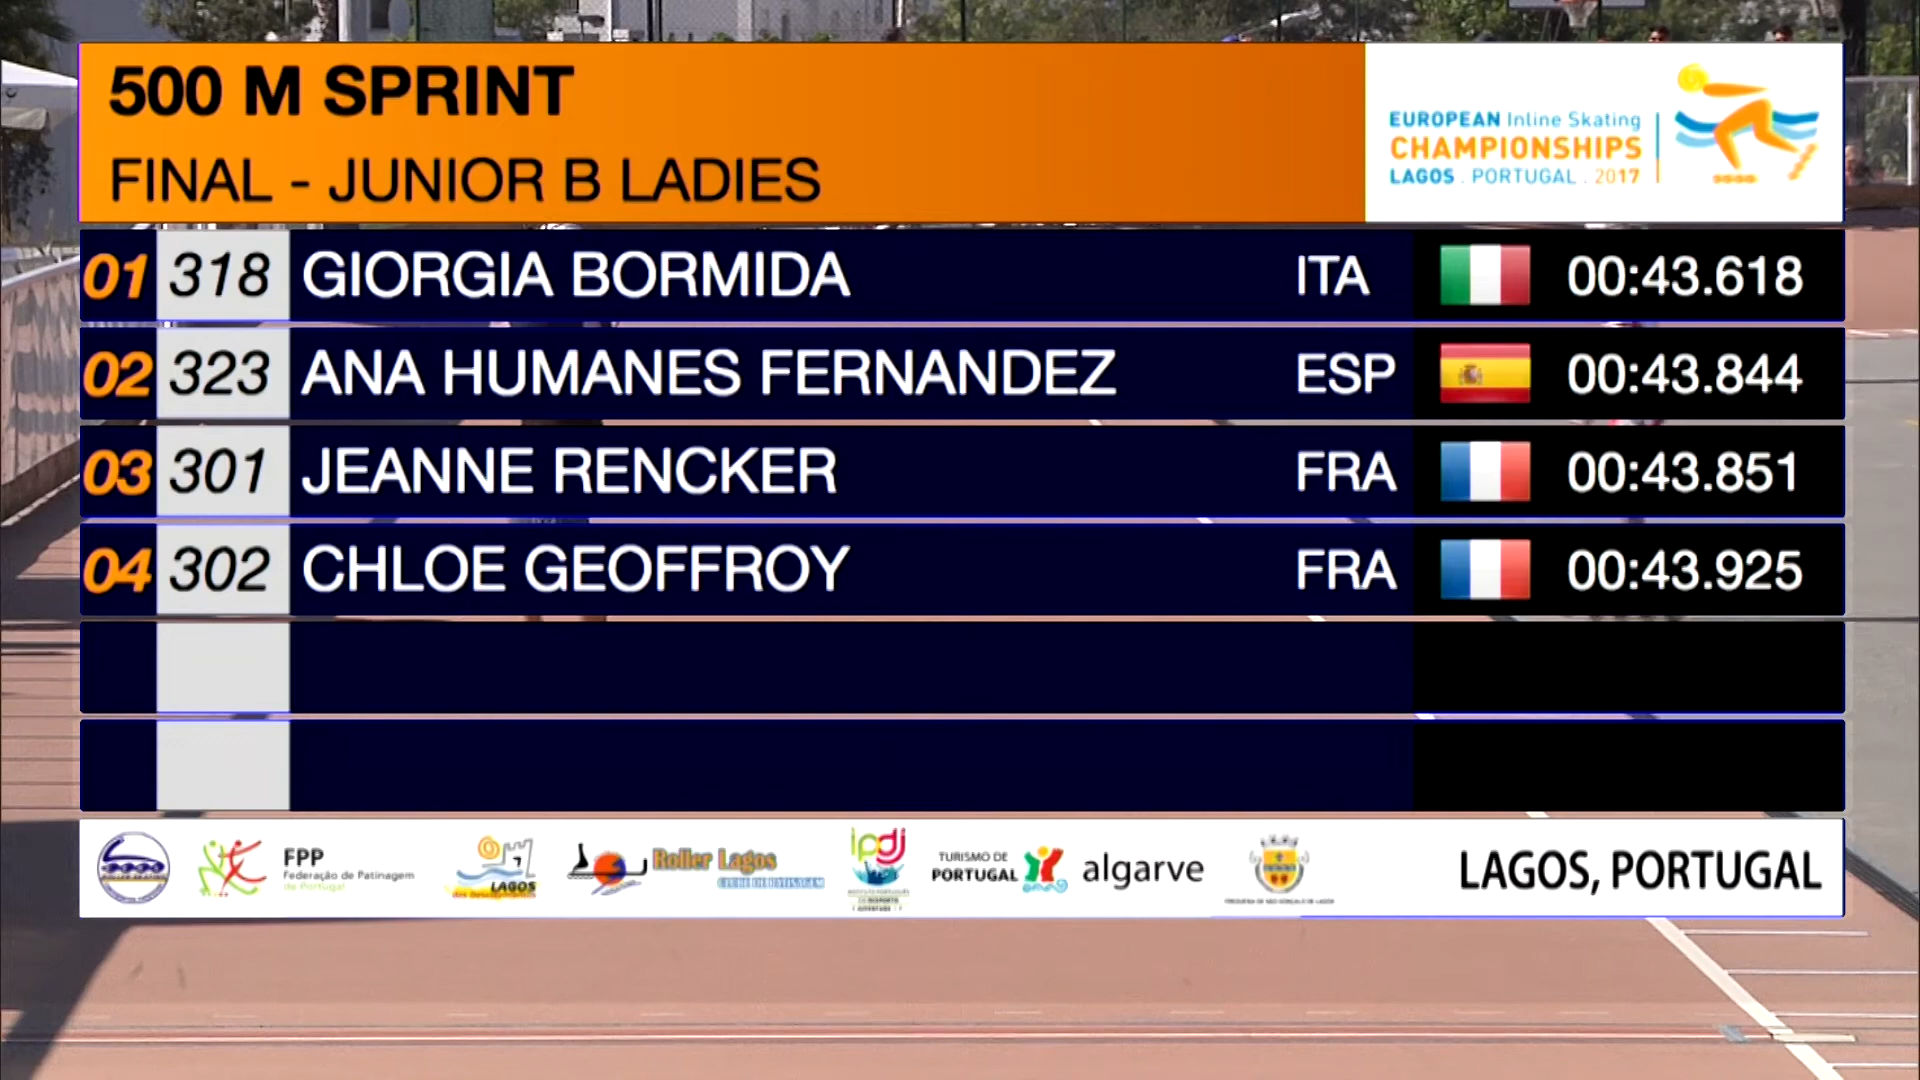 500 M SPRINT
FINAL - JUNIOR B LADIES
EUROPEAN Inline Skating
CHAMPIONSHIPS
LAGOS . PORTUGAL . 2017
01 318 GIORGIA BORMIDA ITA 00:43.618
02 323 ANA HUMANES FERNANDEZ ESP 00:43.844
03 301 JEANNE RENCKER FRA 00:43.851
04 302 CHLOE GEOFFROY FRA 00:43.925
FPP
Federação de Patinagem
de Portugal
LAGOS
Roller Lagos
CLUBE DE PATINAGEM
ipdj
TURISMO DE
PORTUGAL
algarve
LAGOS, PORTUGAL